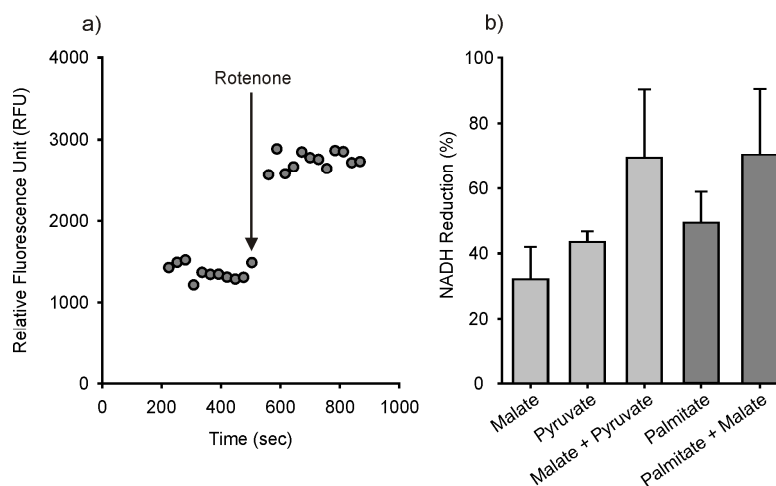 a)
Relative Fluorescence Unit (RFU)
4000
3000
2000
1000
0
Rotenone
0 200 400 600 800 1000
Time (sec)
b)
NADH Reduction (%)
100
80
60
40
20
0
Malate
Pyruvate
Malate + Pyruvate
Palmitate
Palmitate + Malate